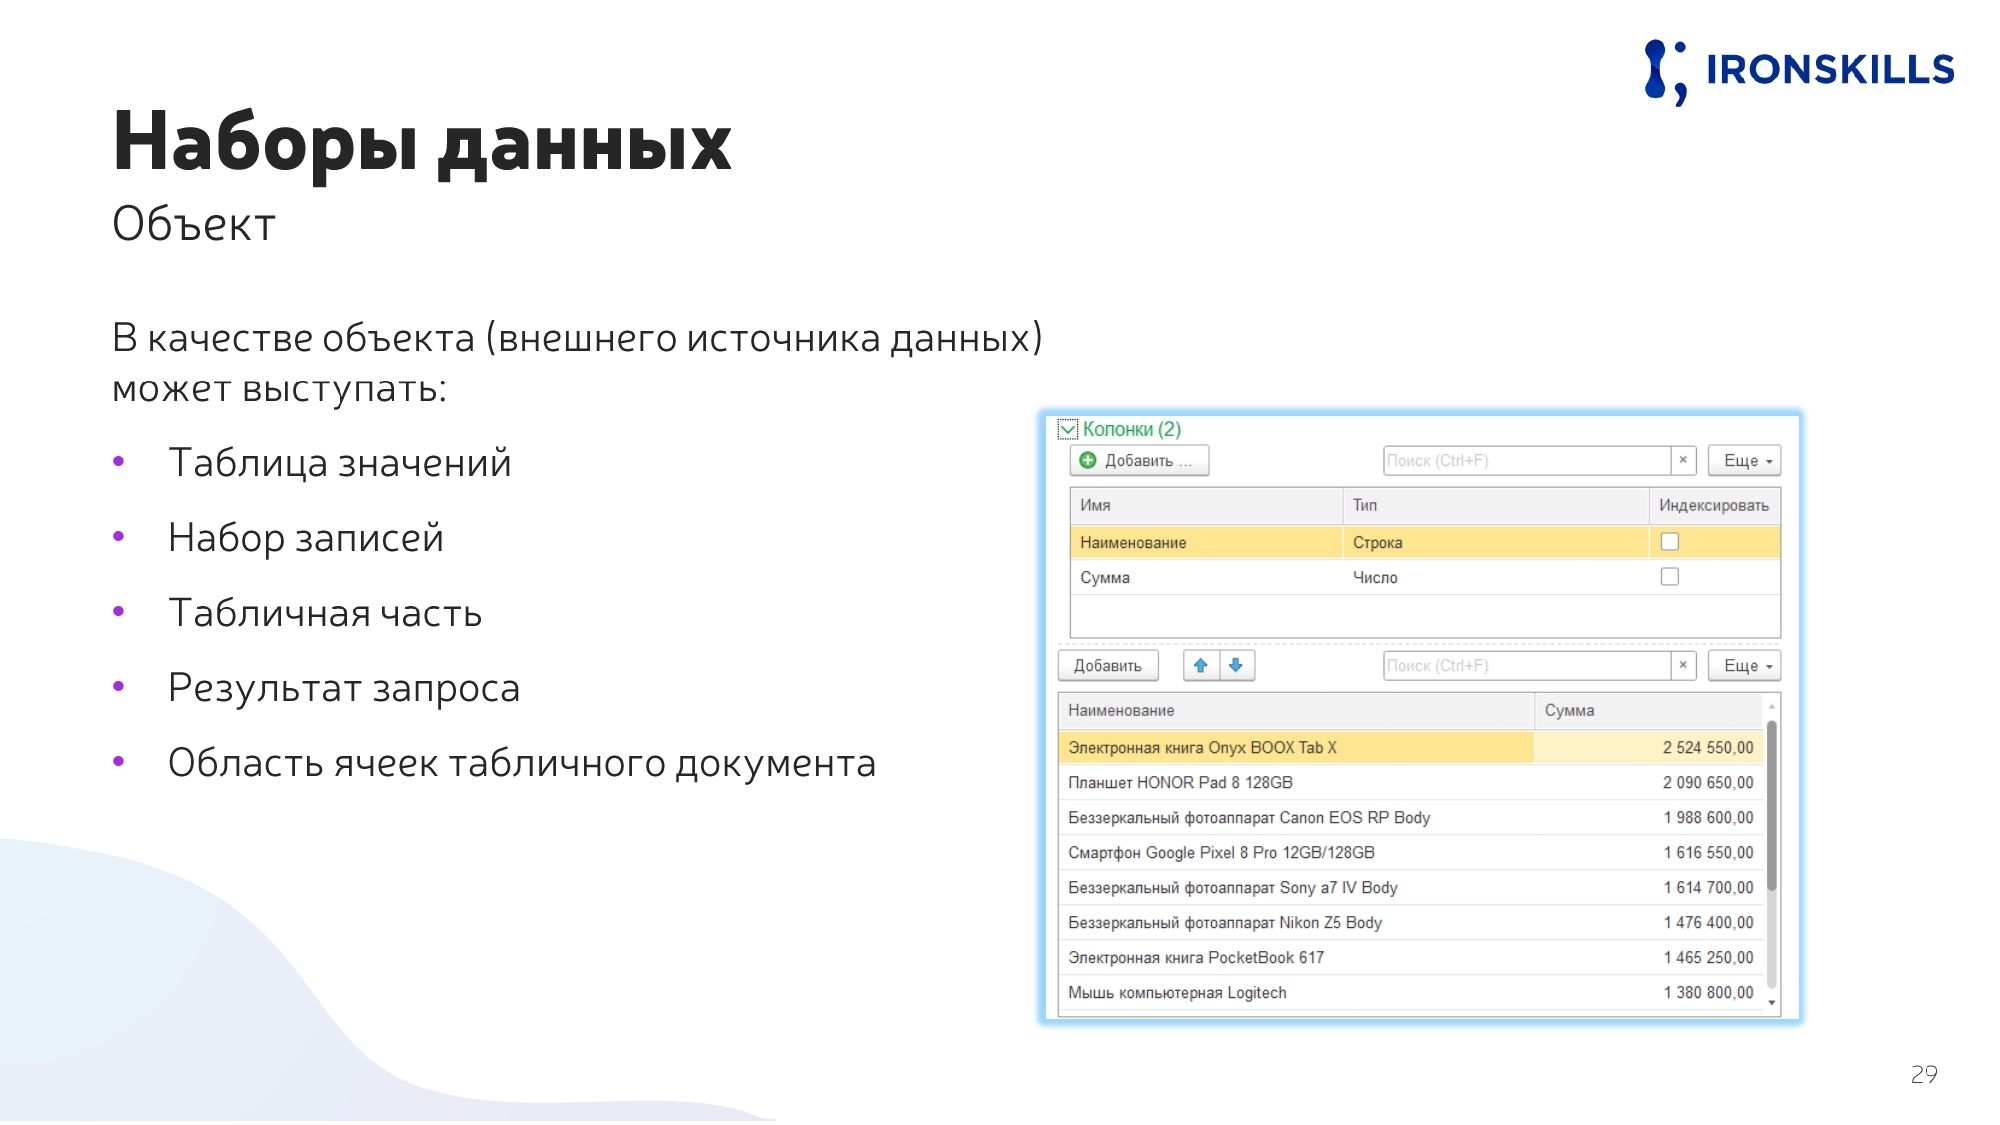 IRONSKILLS
Наборы данных
Объект
В качестве объекта (внешнего источника данных)
может выступать:
• Таблица значений
• Набор записей
• Табличная часть
• Результат запроса
• Область ячеек табличного документа
Колонки (2)
Добавить ... Поиск (Ctrl+F) × Еще
Имя Тип Индексировать
Наименование Строка
Сумма Число
Добавить Поиск (Ctrl+F) × Еще
Наименование Сумма
Электронная книга Onyx BOOX Tab X 2 524 550,00
Планшет HONOR Pad 8 128GB 2 090 650,00
Беззеркальный фотоаппарат Canon EOS RP Body 1 988 600,00
Смартфон Google Pixel 8 Pro 12GB/128GB 1 616 550,00
Беззеркальный фотоаппарат Sony a7 IV Body 1 614 700,00
Беззеркальный фотоаппарат Nikon Z5 Body 1 476 400,00
Электронная книга PocketBook 617 1 465 250,00
Мышь компьютерная Logitech 1 380 800,00
29